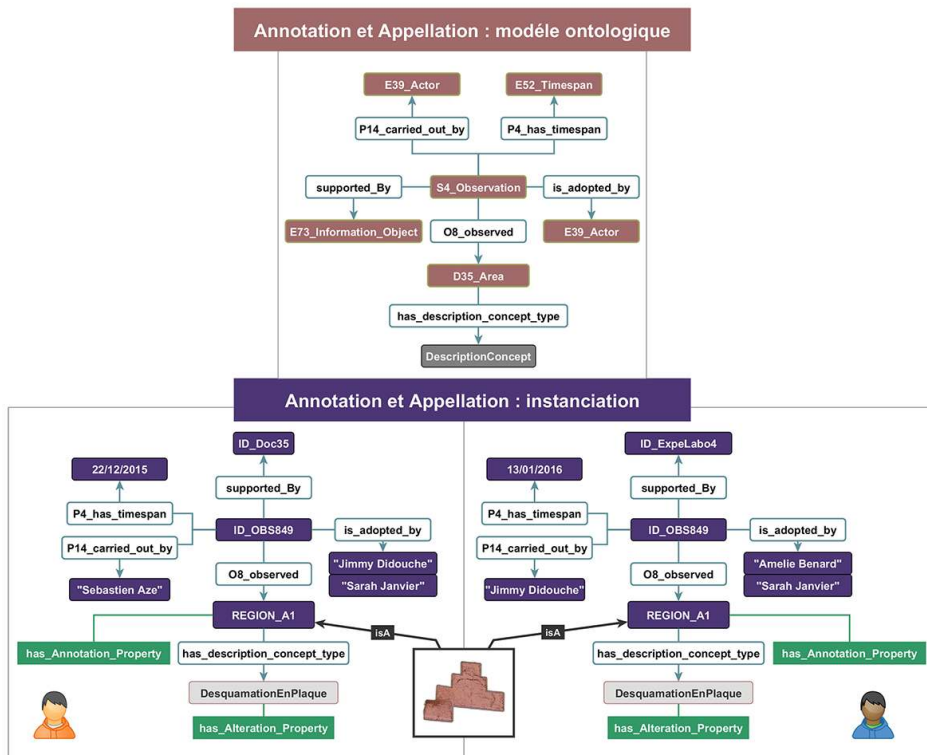 Annotation et Appellation : modéle ontologique
E39_Actor
E52_Timespan
P14_carried_out_by
P4_has_timespan
supported_By
S4_Observation
is_adopted_by
E73_Information_Object
O8_observed
E39_Actor
D35_Area
has_description_concept_type
DescriptionConcept
Annotation et Appellation : instanciation
ID_Doc35
22/12/2015
supported_By
P4_has_timespan
ID_OBS849
is_adopted_by
P14_carried_out_by
"Jimmy Didouche"
O8_observed
"Sebastien Aze"
"Sarah Janvier"
REGION_A1
isA
has_Annotation_Property
has_description_concept_type
DesquamationEnPlaque
has_Alteration_Property
ID_ExpeLabo4
13/01/2016
supported_By
P4_has_timespan
ID_OBS849
is_adopted_by
P14_carried_out_by
"Amelie Benard"
O8_observed
"Jimmy Didouche"
"Sarah Janvier"
REGION_A1
isA
has_description_concept_type
has_Annotation_Property
DesquamationEnPlaque
has_Alteration_Property